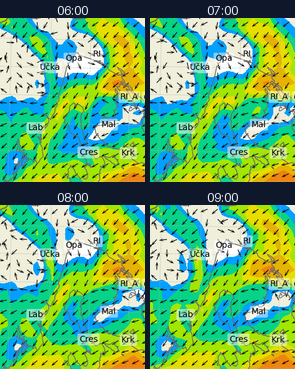 06:00
07:00
Opa
RI
Učka
RI_A
Lab
Mal
Cres
Krk
Opa
RI
Učka
RI_A
Lab
Mal
Cres
Krk
08:00
09:00
Opa
RI
Učka
RI_A
Lab
Mal
Cres
Krk
Opa
RI
Učka
RI_A
Lab
Mal
Cres
Krk